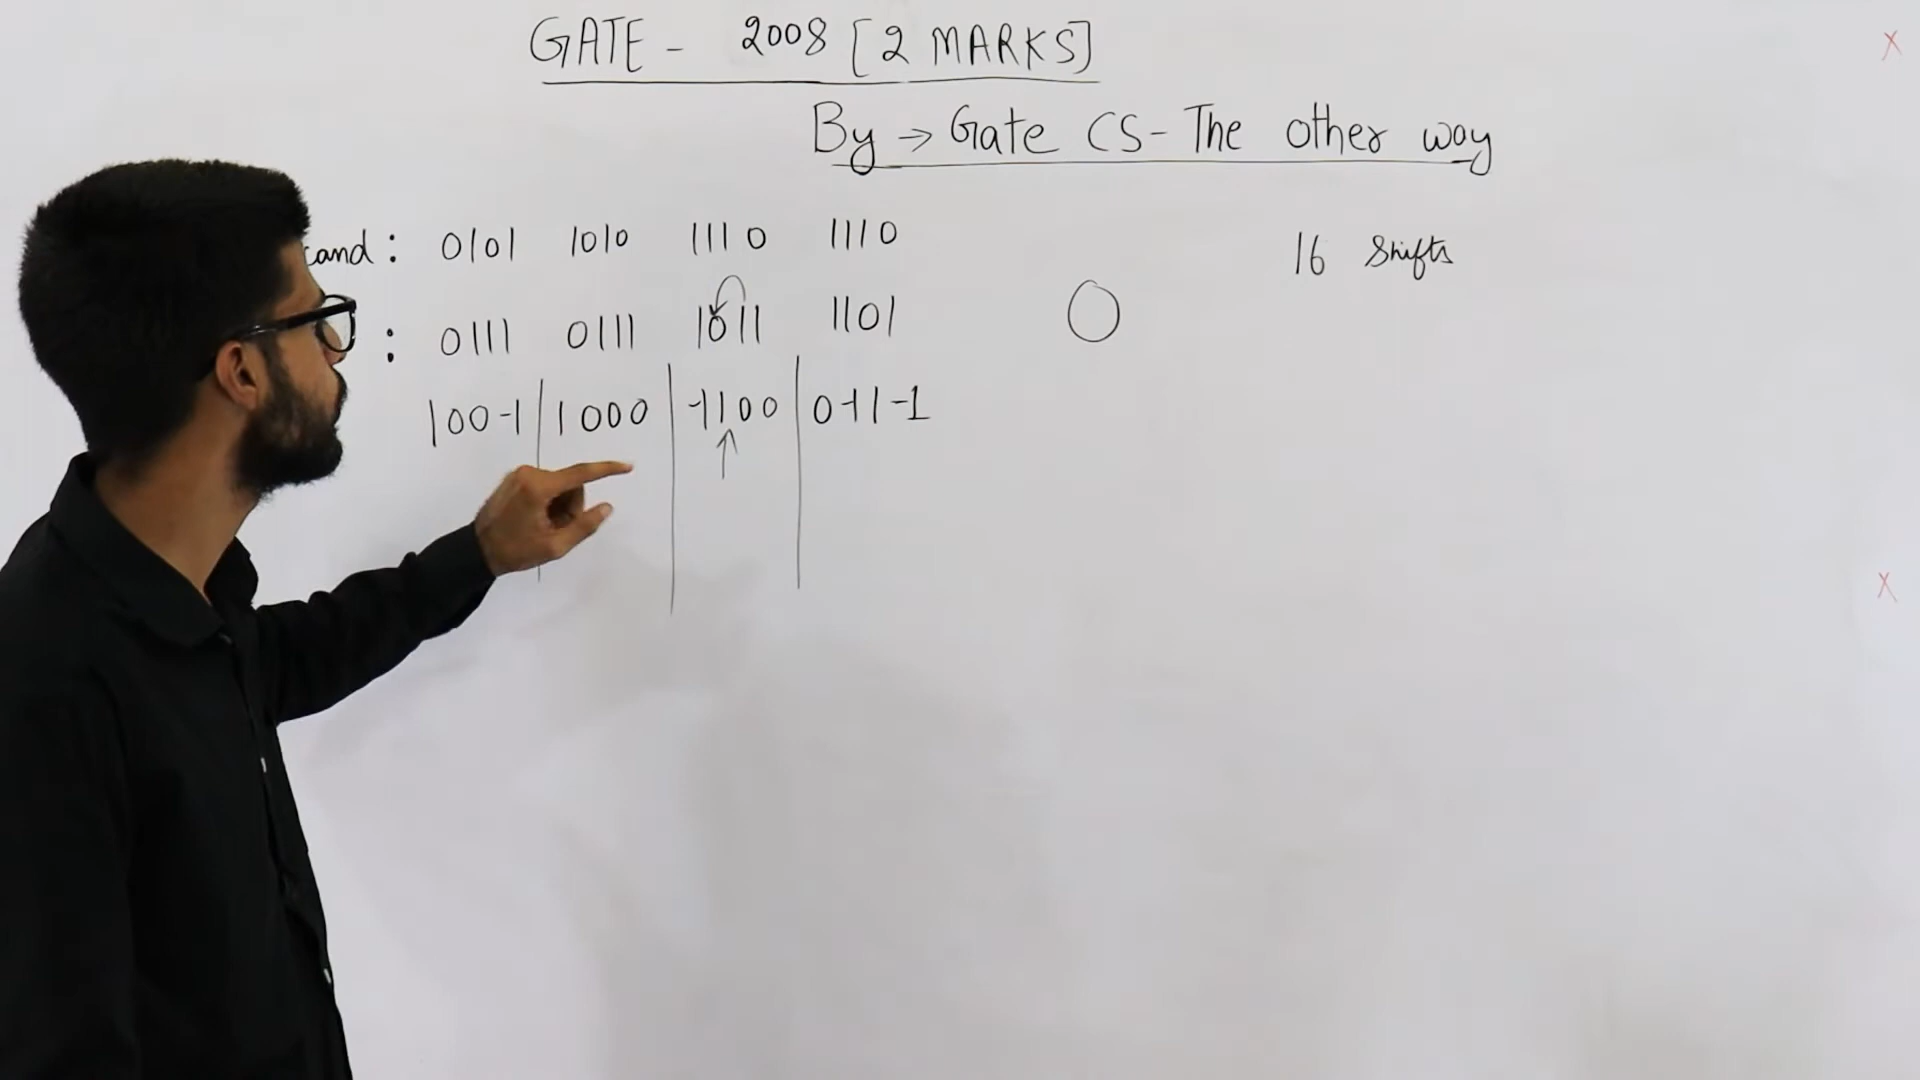 GATE - 2008 [2 MARKS]
By → Gate CS - The other way
cand : 0101 1010 1110 1110
: 0111 0111 1011 1101
100-1 | 1000 | -1100 | 0-11-1
16 Shifts
X
X